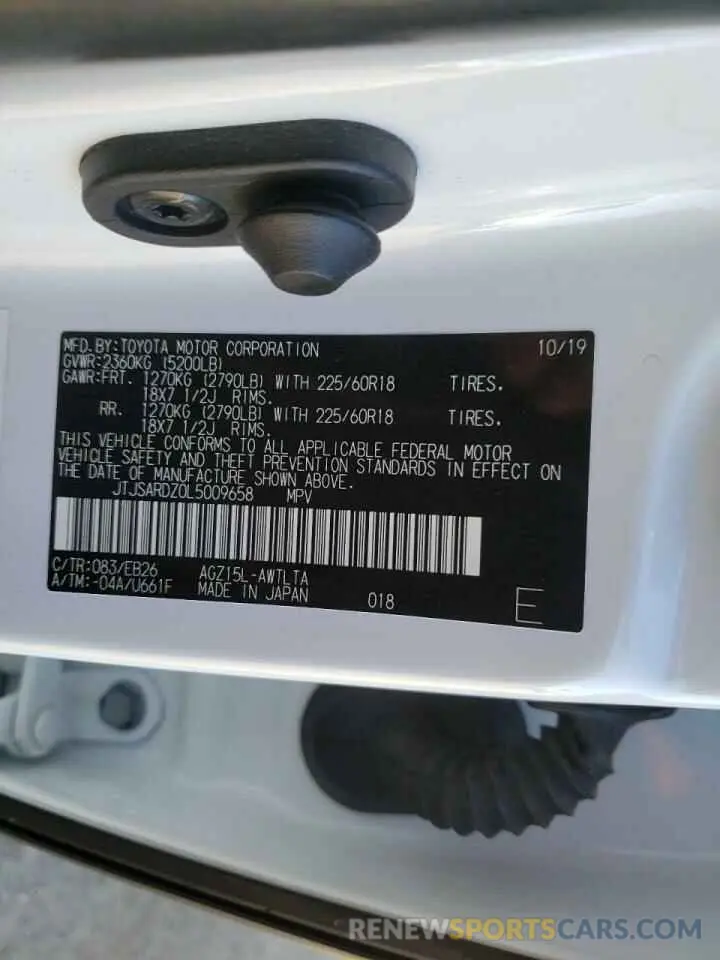 MFD.BY:TOYOTA MOTOR CORPORATION 10/19
GVWR:2360KG (5200LB)
GAWR:FRT. 1270KG (2790LB) WITH 225/60R18 TIRES.
18X7 1/2J RIMS.
RR. 1270KG (2790LB) WITH 225/60R18 TIRES.
18X7 1/2J RIMS.
THIS VEHICLE CONFORMS TO ALL APPLICABLE FEDERAL MOTOR
VEHICLE SAFETY AND THEFT PREVENTION STANDARDS IN EFFECT ON
THE DATE OF MANUFACTURE SHOWN ABOVE.
JTJSARDZ0L5009658 MPV
C/TR:083/EB26 AGZ15L-AWTLTA
A/TM:-04A/U661F MADE IN JAPAN 018 E
RENEWSPORTSCARS.COM